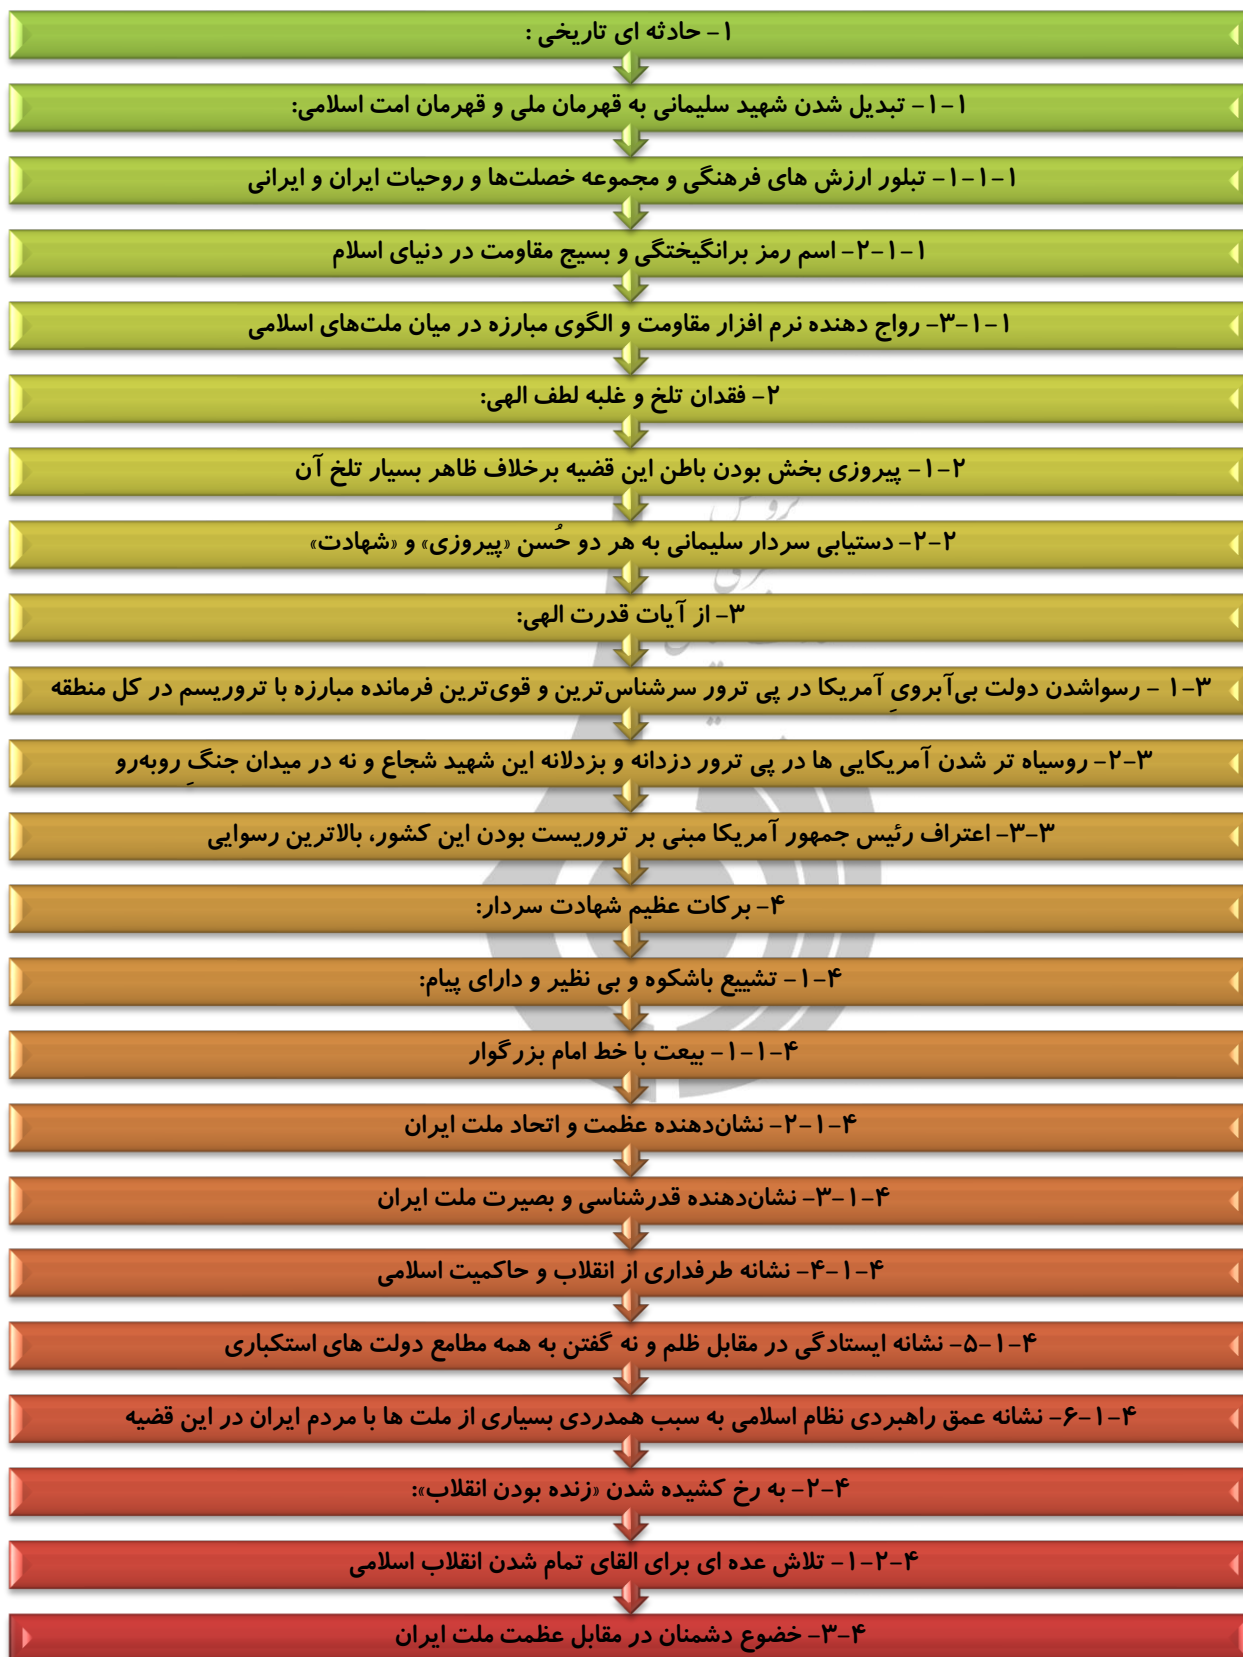 ۱- حادثه ای تاریخی :
۱-۱- تبدیل شدن شهید سلیمانی به قهرمان ملی و قهرمان امت اسلامی:
۱-۱-۱- تبلور ارزش های فرهنگی و مجموعه خصلت‌ها و روحیات ایران و ایرانی
۲-۱-۱- اسم رمز برانگیختگی و بسیج مقاومت در دنیای اسلام
۳-۱-۱- رواج دهنده نرم افزار مقاومت و الگوی مبارزه در میان ملت‌های اسلامی
۲- فقدان تلخ و غلبه لطف الهی:
۱-۲- پیروزی بخش بودن باطن این قضیه برخلاف ظاهر بسیار تلخ آن
۲-۲- دستیابی سردار سلیمانی به هر دو حُسن «پیروزی» و «شهادت»
۳- از آیات قدرت الهی:
۱-۳ - رسواشدن دولت بی‌آبرویِ آمریکا در پی ترور سرشناس‌ترین و قوی‌ترین فرمانده مبارزه با تروریسم در کل منطقه
۲-۳- روسیاه تر شدن آمریکایی ها در پی ترور دزدانه و بزدلانه این شهید شجاع و نه در میدان جنگِ روبه‌رو
۳-۳- اعتراف رئیس جمهور آمریکا مبنی بر تروریست بودن این کشور، بالاترین رسوایی
۴- برکات عظیم شهادت سردار:
۱-۴- تشییع باشکوه و بی نظیر و دارای پیام:
۱-۱-۴- بیعت با خط امام بزرگوار
۲-۱-۴- نشان‌دهنده عظمت و اتحاد ملت ایران
۳-۱-۴- نشان‌دهنده قدرشناسی و بصیرت ملت ایران
۴-۱-۴- نشانه طرفداری از انقلاب و حاکمیت اسلامی
۵-۱-۴- نشانه ایستادگی در مقابل ظلم و نه گفتن به همه مطامع دولت های استکباری
۶-۱-۴- نشانه عمق راهبردی نظام اسلامی به سبب همدردی بسیاری از ملت ها با مردم ایران در این قضیه
۲-۴- به رخ کشیده شدن «زنده بودن انقلاب»:
۱-۲-۴- تلاش عده ای برای القای تمام شدن انقلاب اسلامی
۳-۴- خضوع دشمنان در مقابل عظمت ملت ایران